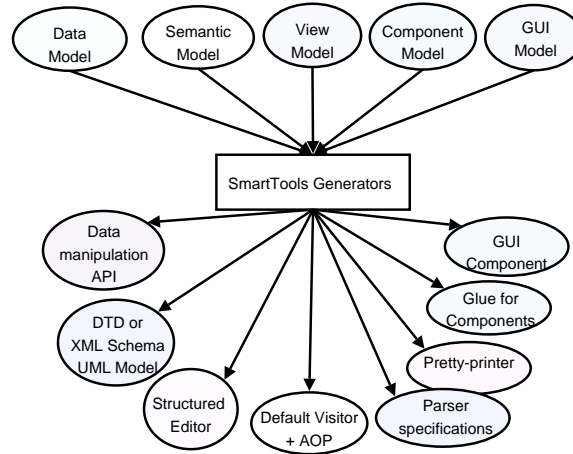 Data
Model
Semantic
Model
View
Model
Component
Model
GUI
Model
SmartTools Generators
Data
manipulation
API
GUI
Component
DTD or
XML Schema
UML Model
Glue for
Components
Pretty-printer
Structured
Editor
Default Visitor
+ AOP
Parser
specifications